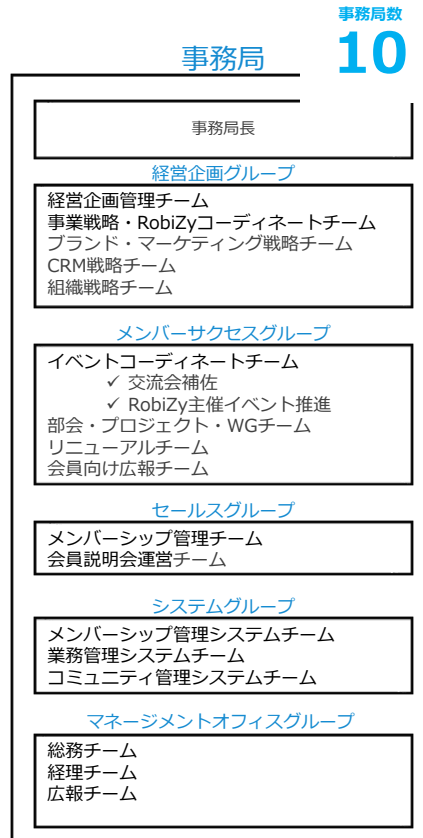 事務局数
10
事務局
事務局長
経営企画グループ
経営企画管理チーム
事業戦略・RobiZyコーディネートチーム
ブランド・マーケティング戦略チーム
CRM戦略チーム
組織戦略チーム
メンバーサクセスグループ
イベントコーディネートチーム
✓ 交流会補佐
✓ RobiZy主催イベント推進
部会・プロジェクト・WGチーム
リニューアルチーム
会員向け広報チーム
セールスグループ
メンバーシップ管理チーム
会員説明会運営チーム
システムグループ
メンバーシップ管理システムチーム
業務管理システムチーム
コミュニティ管理システムチーム
マネージメントオフィスグループ
総務チーム
経理チーム
広報チーム